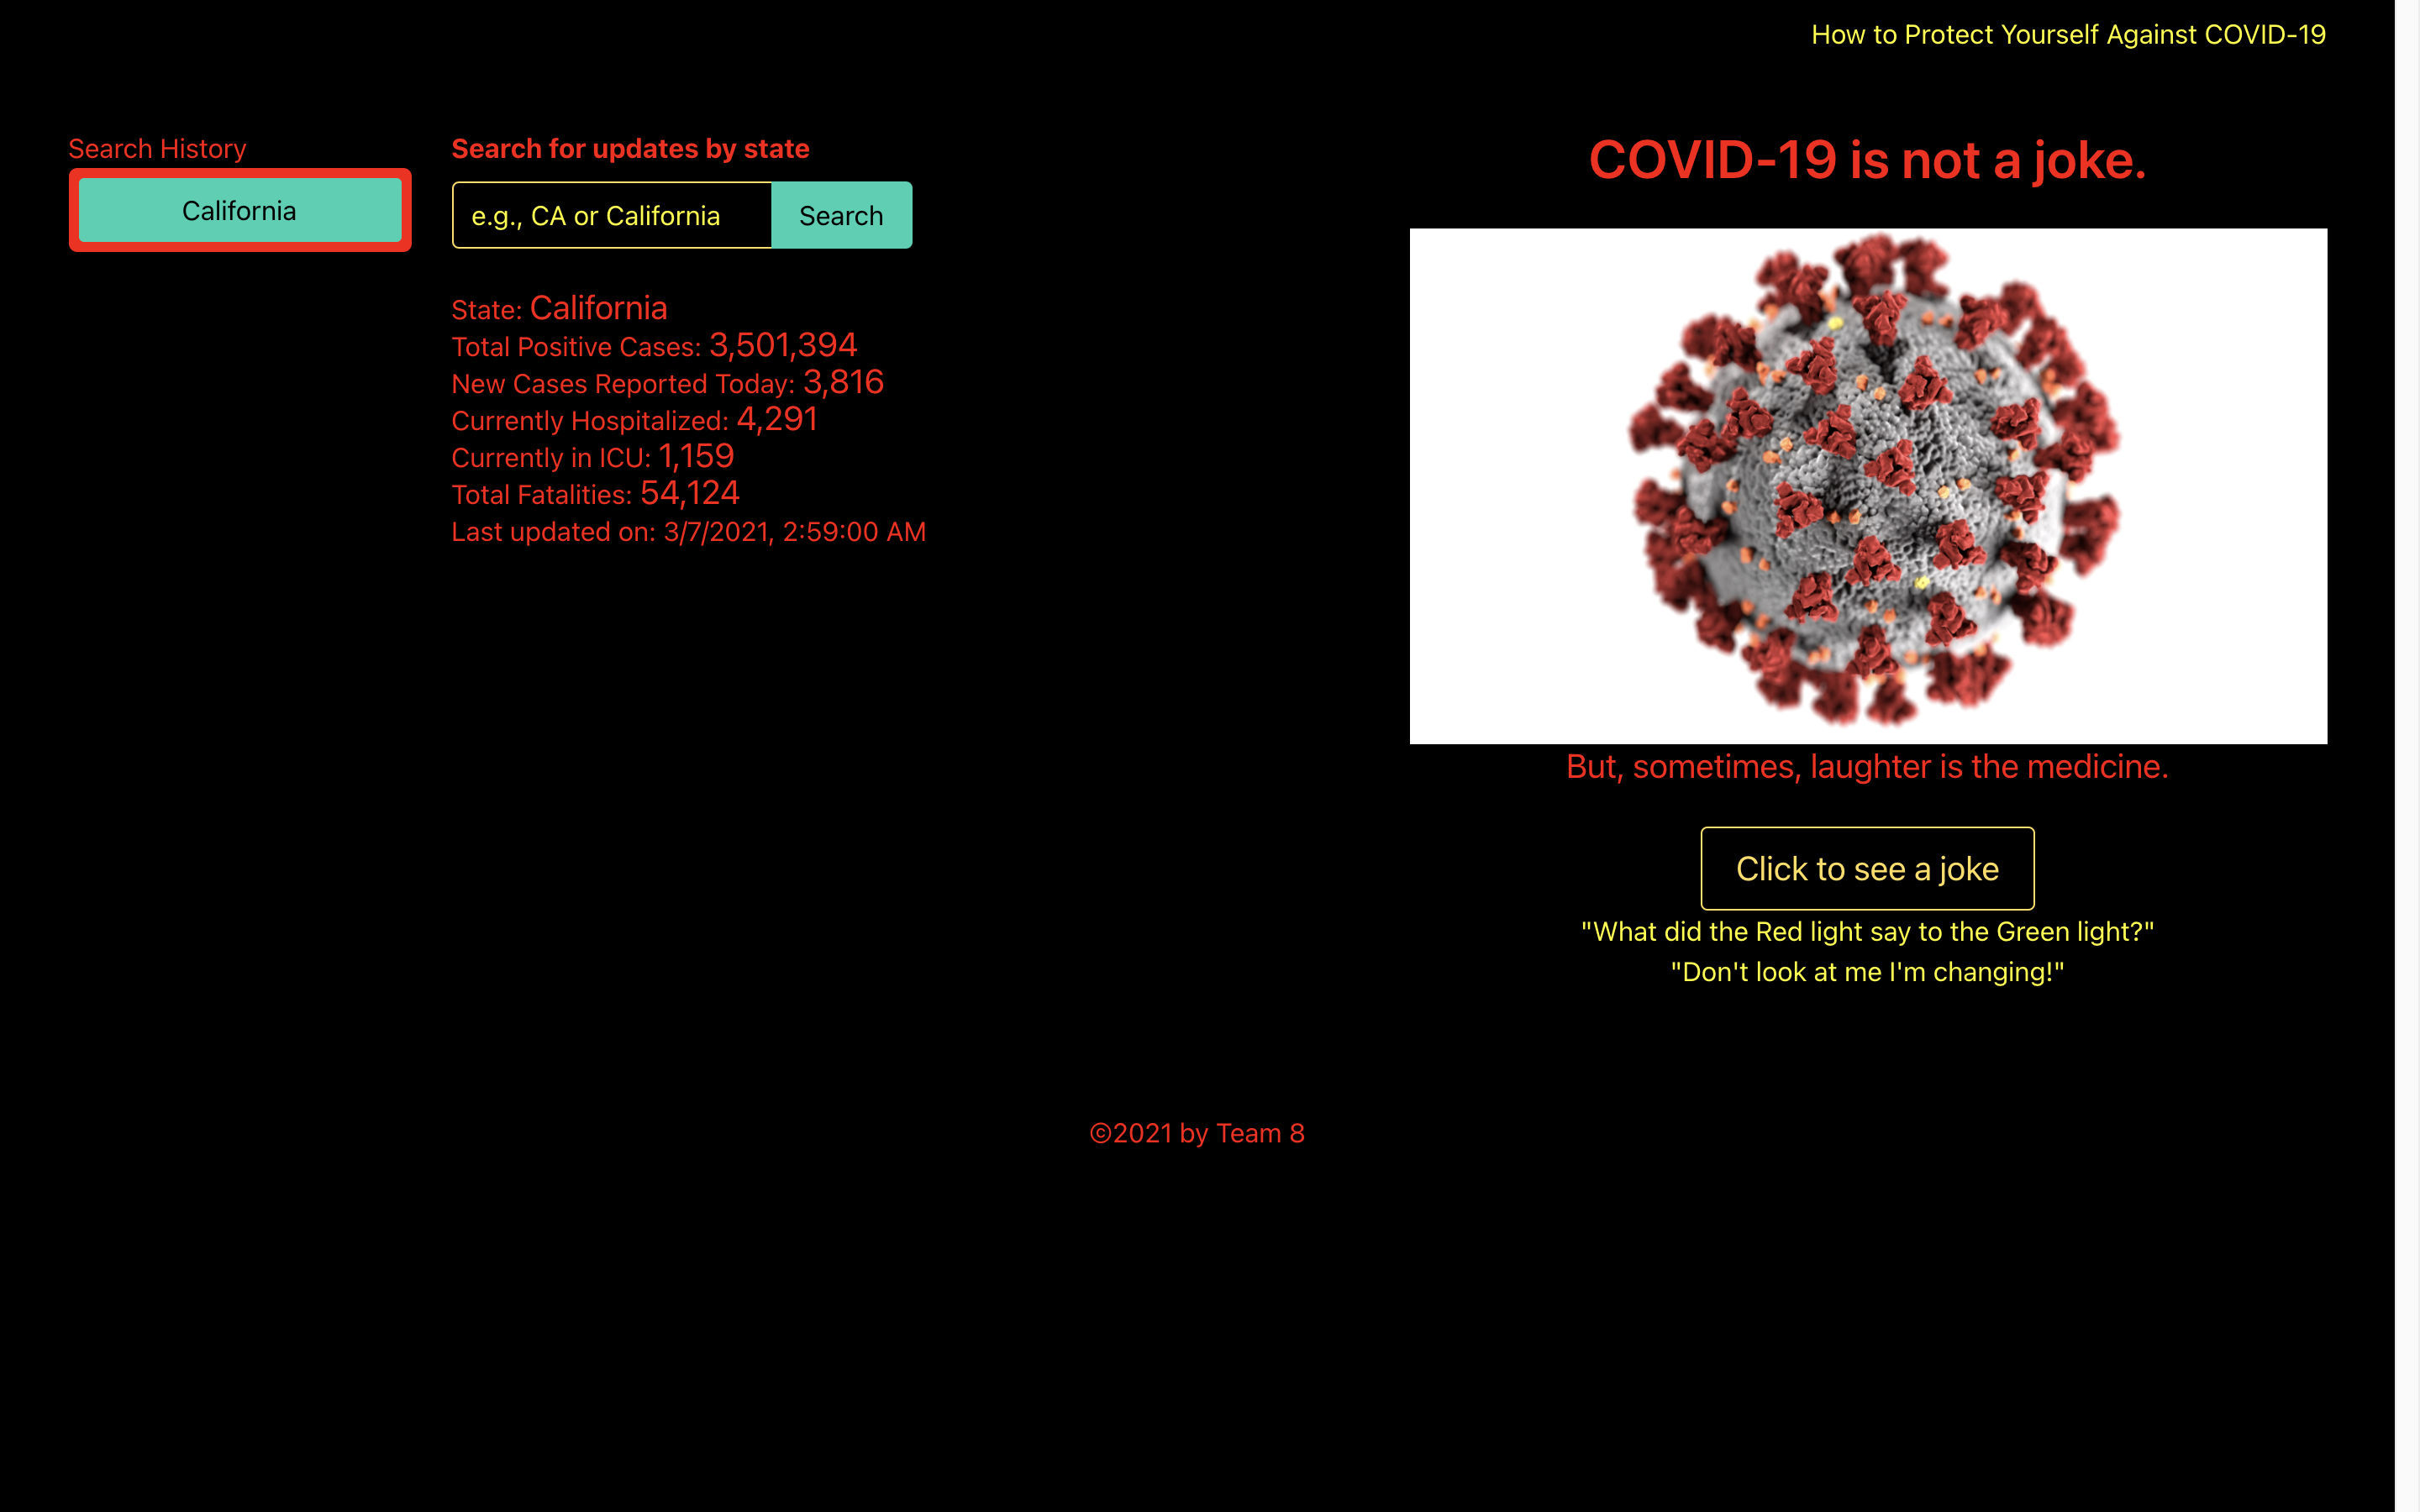 How to Protect Yourself Against COVID-19
Search History
California
Search for updates by state
e.g., CA or California
Search
State: California
Total Positive Cases: 3,501,394
New Cases Reported Today: 3,816
Currently Hospitalized: 4,291
Currently in ICU: 1,159
Total Fatalities: 54,124
Last updated on: 3/7/2021, 2:59:00 AM
COVID-19 is not a joke.
But, sometimes, laughter is the medicine.
Click to see a joke
"What did the Red light say to the Green light?"
"Don't look at me I'm changing!"
©2021 by Team 8